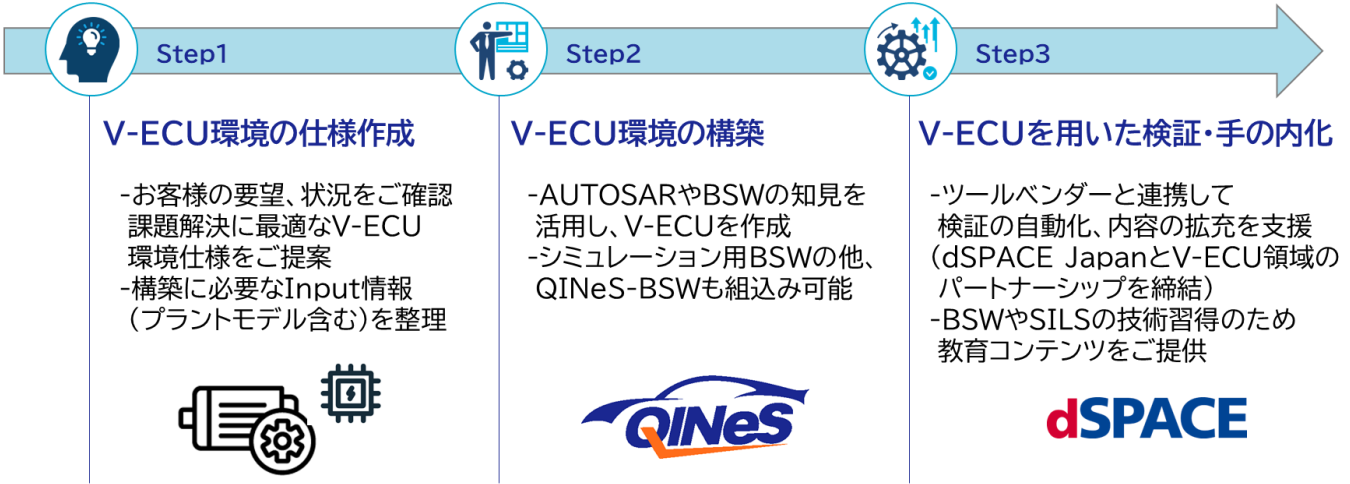 Step1
V-ECU環境の仕様作成
-お客様の要望、状況をご確認
課題解決に最適なV-ECU
環境仕様をご提案
-構築に必要なInput情報
(プラントモデル含む)を整理
Step2
V-ECU環境の構築
-AUTOSARやBSWの知見を
活用し、V-ECUを作成
-シミュレーション用BSWの他、
QINeS-BSWも組込み可能
QINeS
Step3
V-ECUを用いた検証・手の内化
-ツールベンダーと連携して
検証の自動化、内容の拡充を支援
(dSPACE JapanとV-ECU領域の
パートナーシップを締結)
-BSWやSILSの技術習得のため
教育コンテンツをご提供
dSPACE